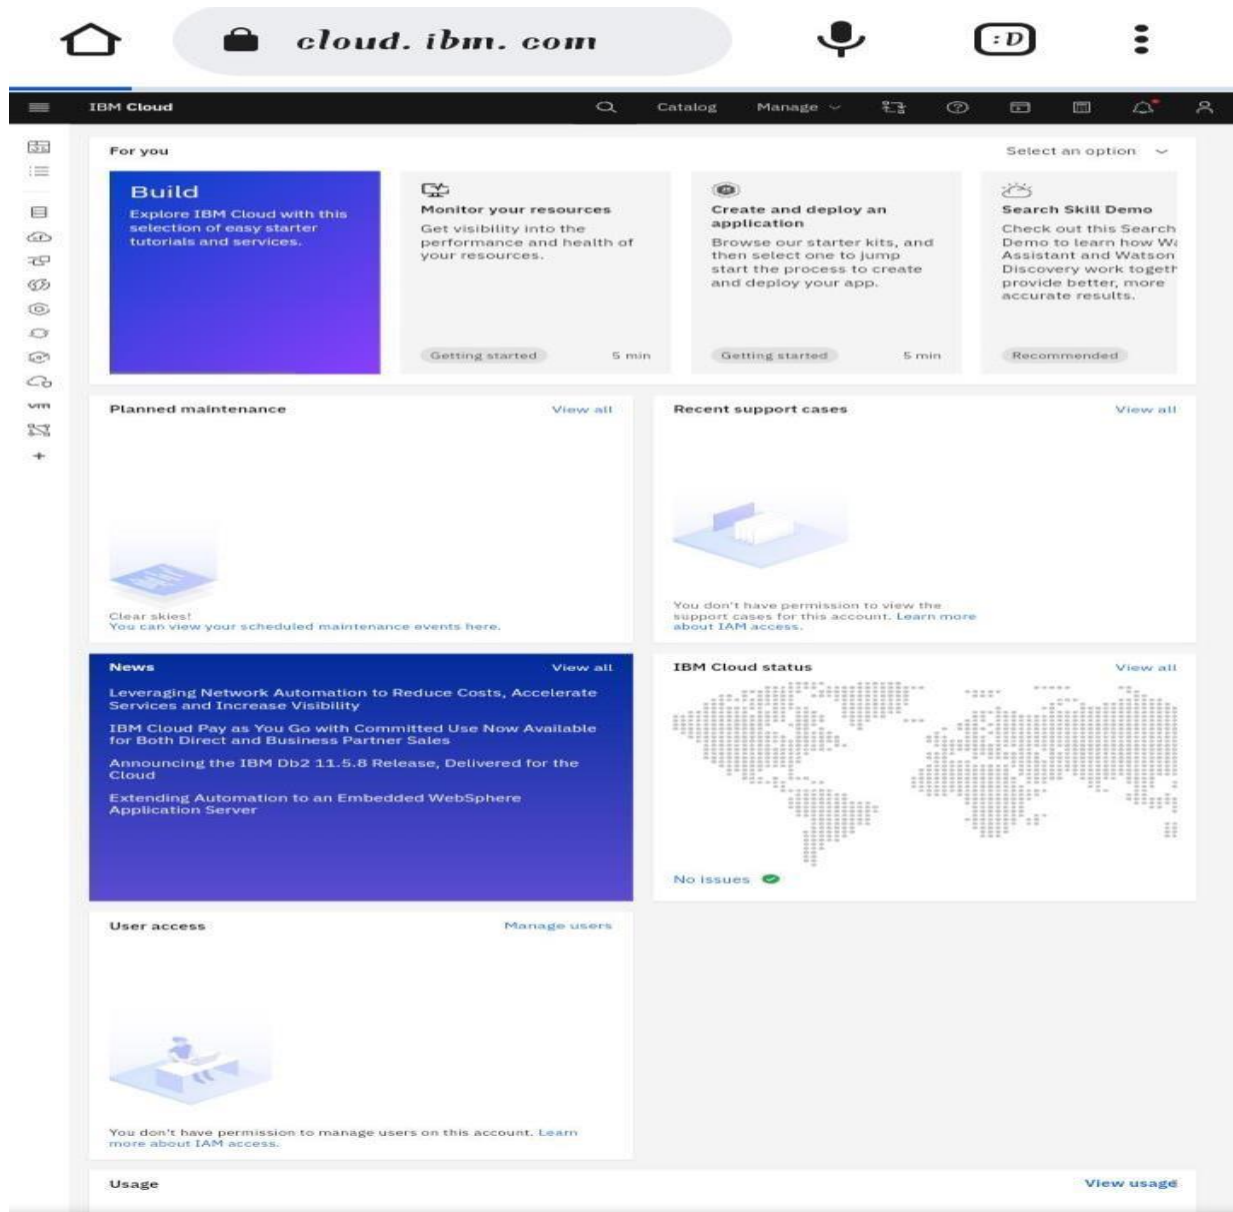 cloud. ibm. com
:D
IBM Cloud
Catalog
Manage
For you
Select an option
Build
Explore IBM Cloud with this
selection of easy starter
tutorials and services.
Monitor your resources
Get visibility into the
performance and health of
your resources.
Getting started
5 min
Create and deploy an
application
Browse our starter kits, and
then select one to jump
start the process to create
and deploy your app.
Getting started
5 min
Search Skill Demo
Check out this Search
Demo to learn how Wa
Assistant and Watson
Discovery work togeth
provide better, more
accurate results.
Recommended
vm
Planned maintenance
View all
Clear skies!
You can view your scheduled maintenance events here.
Recent support cases
View all
You don't have permission to view the
support cases for this account. Learn more
about IAM access.
News
View all
Leveraging Network Automation to Reduce Costs, Accelerate
Services and Increase Visibility
IBM Cloud Pay as You Go with Committed Use Now Available
for Both Direct and Business Partner Sales
Announcing the IBM Db2 11.5.8 Release, Delivered for the
Cloud
Extending Automation to an Embedded WebSphere
Application Server
IBM Cloud status
View all
No issues
User access
Manage users
You don't have permission to manage users on this account. Learn
more about IAM access.
Usage
View usage